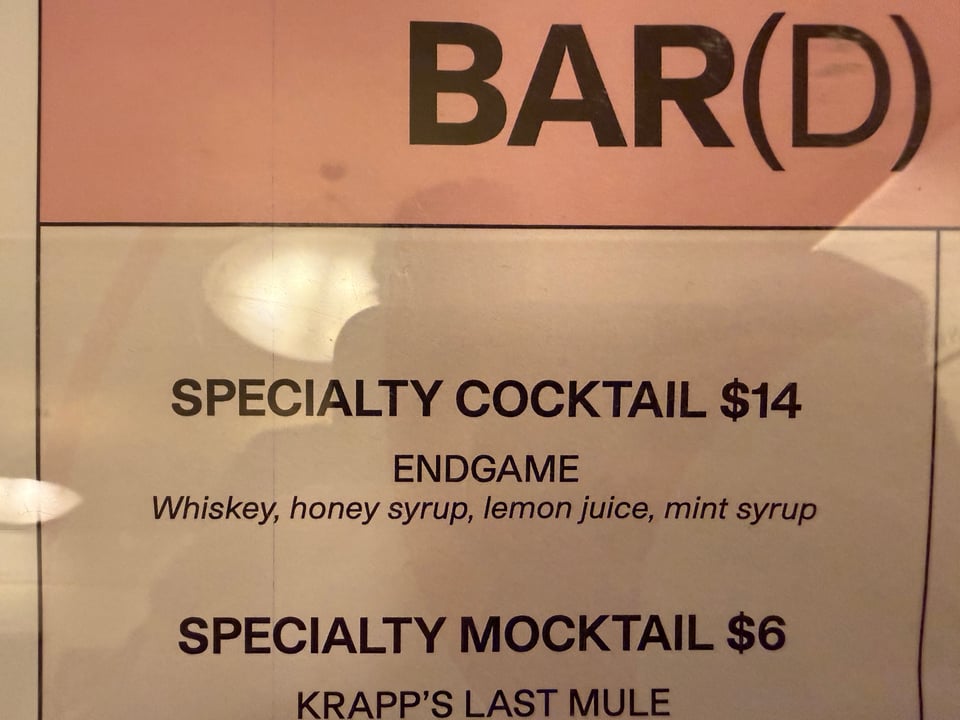 BAR(D)
SPECIALTY COCKTAIL $14
ENDGAME
Whiskey, honey syrup, lemon juice, mint syrup
SPECIALTY MOCKTAIL $6
KRAPP'S LAST MULE